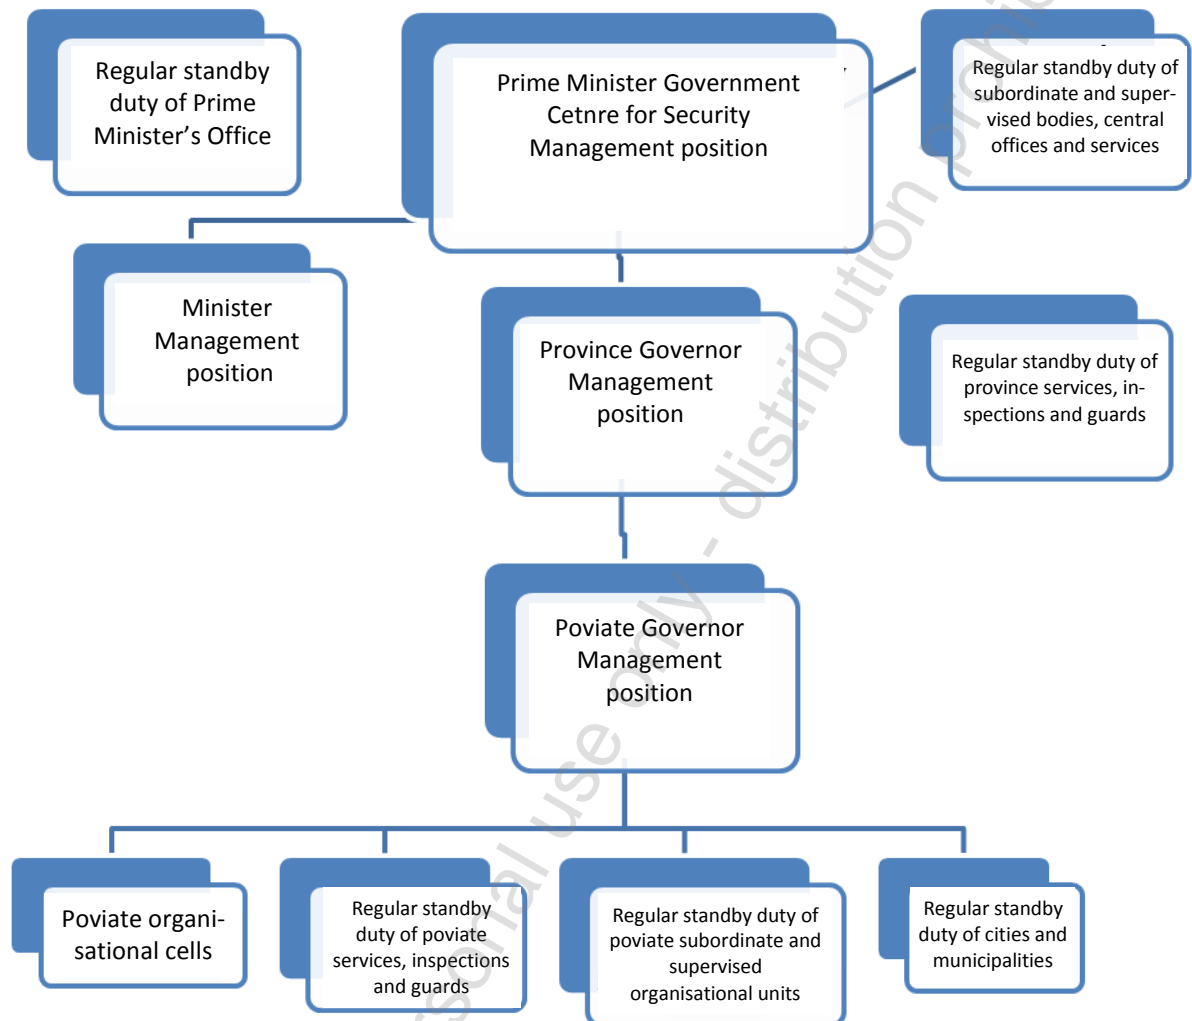 Regular standby
duty of Prime
Minister's Office
Prime Minister Government
Cetnre for Security
Management position
Regular standby duty of
subordinate and super-
vised bodies, central
offices and services
Minister
Management
position
Province Governor
Management
position
Regular standby duty of
province services, in-
spections and guards
Poviate Governor
Management
position
Poviate organi-
sational cells
Regular standby
duty of poviate
services, inspections
and guards
Regular standby duty of
poviate subordinate and
supervised
organisational units
Regular standby
duty of cities and
municipalities
use only - distribution